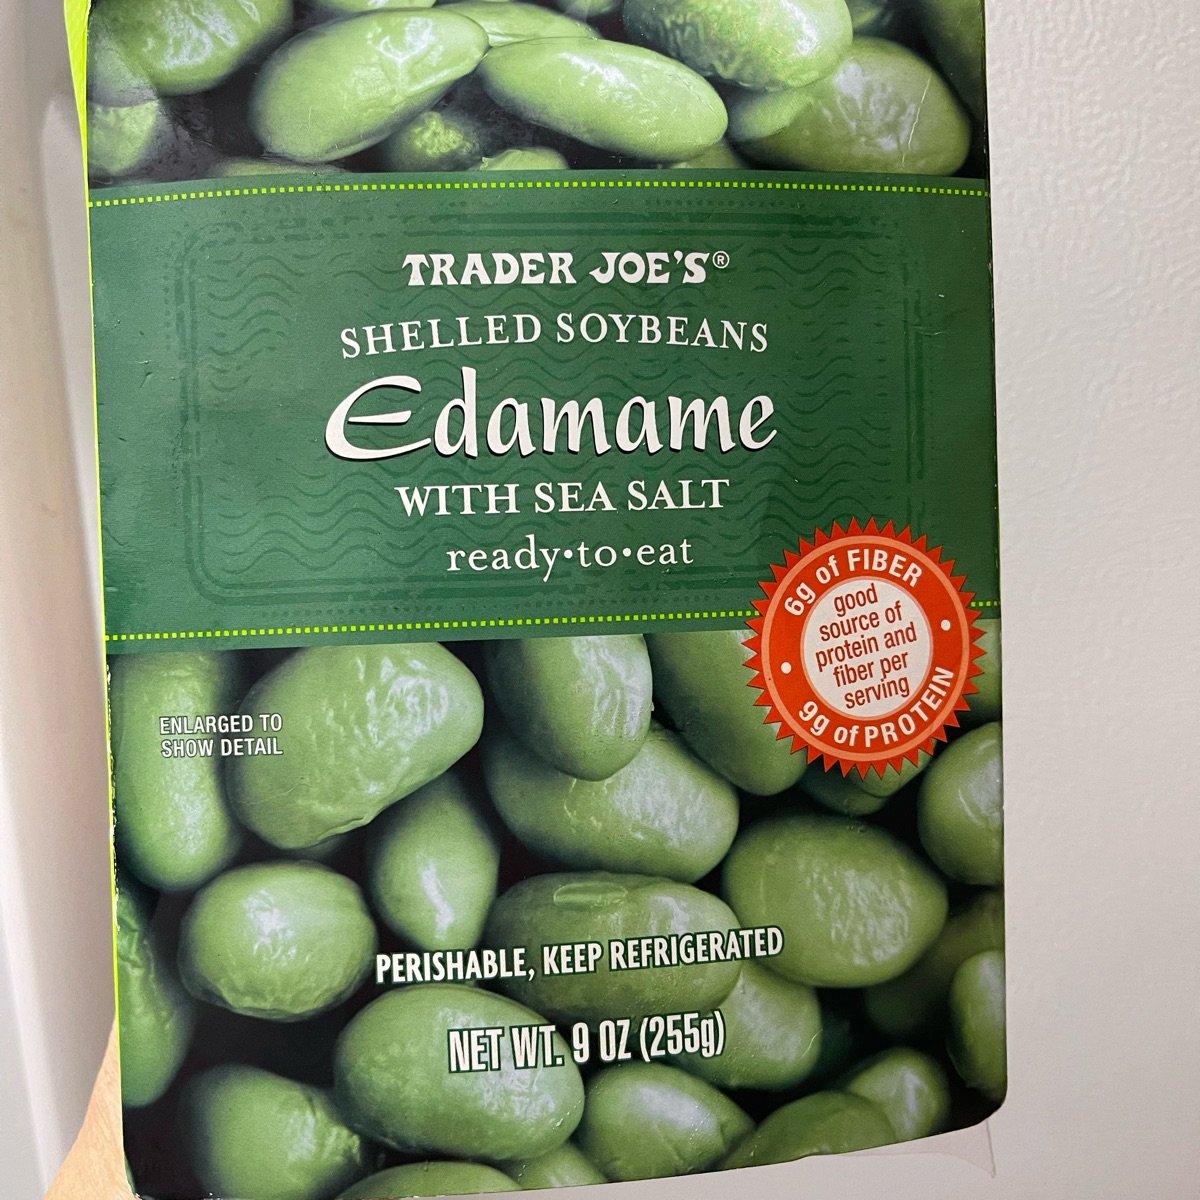 TRADER JOE'S®
SHELLED SOYBEANS
Edamame
WITH SEA SALT
ready•to•eat
6g of FIBER
good
source of
protein and
fiber per
serving
9g of PROTEIN
ENLARGED TO
SHOW DETAIL
PERISHABLE, KEEP REFRIGERATED
NET WT. 9 OZ (255g)